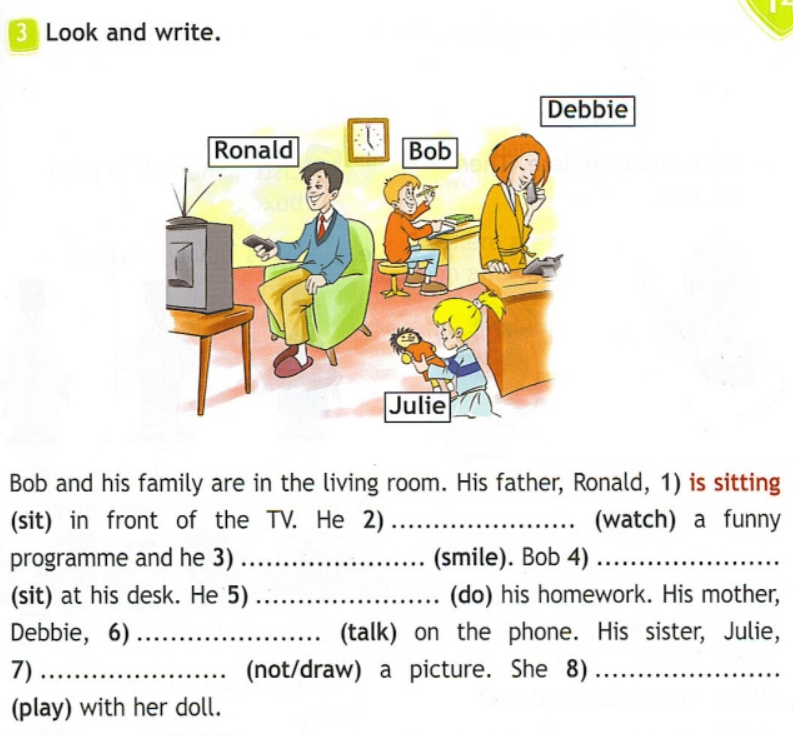 3 Look and write.
Debbie
Ronald
Bob
Julie
Bob and his family are in the living room. His father, Ronald, 1) is sitting
(sit) in front of the TV. He 2) ........................ (watch) a funny
programme and he 3) ........................ (smile). Bob 4) ........................
(sit) at his desk. He 5) ........................ (do) his homework. His mother,
Debbie, 6) ........................ (talk) on the phone. His sister, Julie,
7) ........................ (not/draw) a picture. She 8) ........................
(play) with her doll.